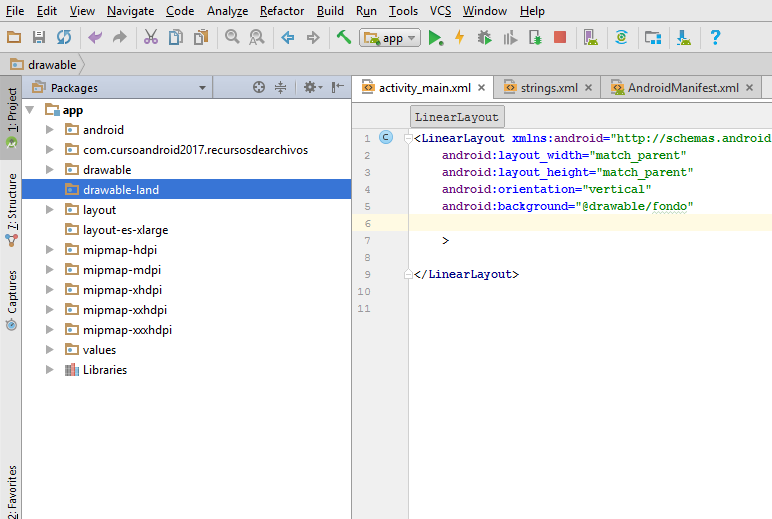 File Edit View Navigate Code Analyze Refactor Build Run Tools VCS Window Help
app
drawable
1: Project
7: Structure
Captures
2: Favorites
Packages
app
android
com.cursoandroid2017.recursosdearchivos
drawable
drawable-land
layout
layout-es-xlarge
mipmap-hdpi
mipmap-mdpi
mipmap-xhdpi
mipmap-xxhdpi
mipmap-xxxhdpi
values
Libraries
activity_main.xml strings.xml AndroidManifest.xml
LinearLayout
1 C <LinearLayout xmlns:android="http://schemas.android
2 android:layout_width="match_parent"
3 android:layout_height="match_parent"
4 android:orientation="vertical"
5 android:background="@drawable/fondo"
6
7 >
8
9 </LinearLayout>
10
11